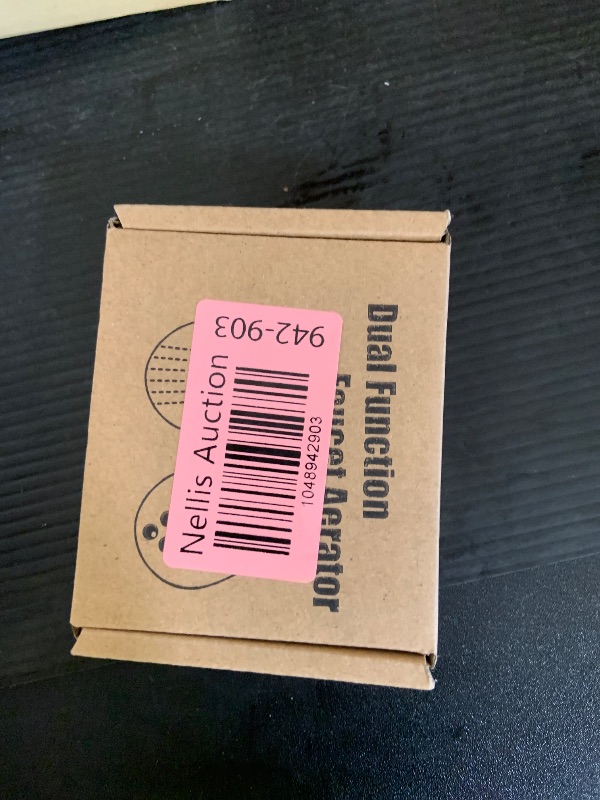 Dual Function
Faucet Aerator
942-903
Nellis Auction
1048942903